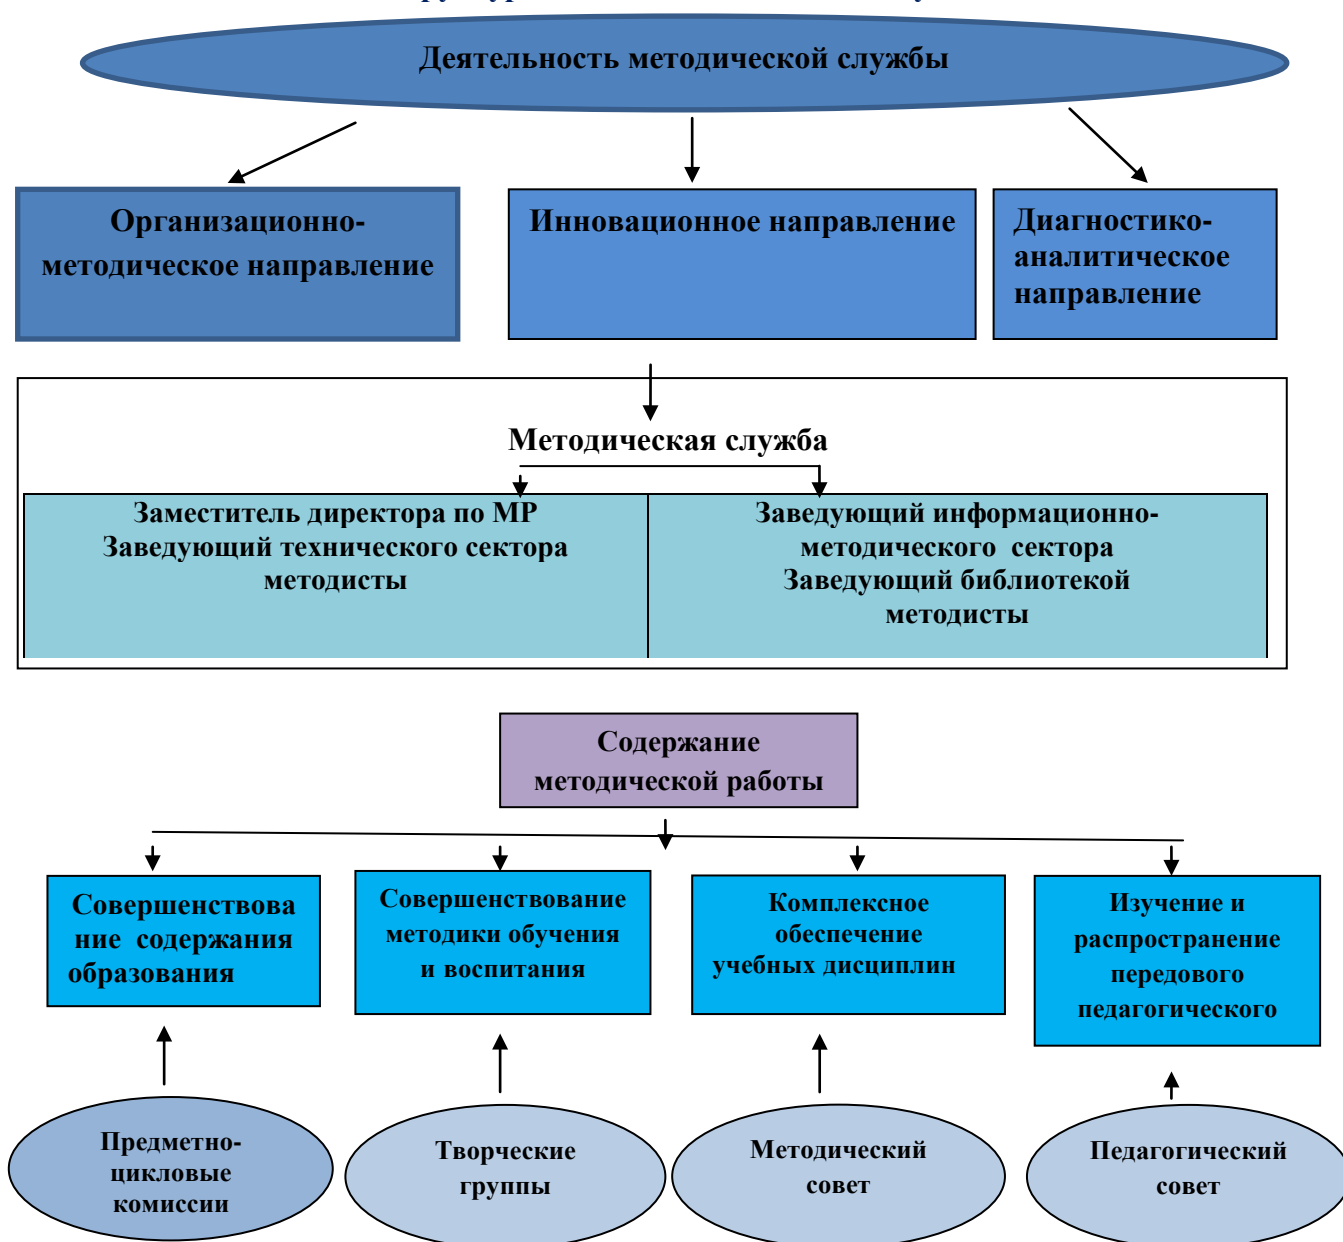 Деятельность методической службы
Организационно-
методическое направление
Инновационное направление
Диагностико-
аналитическое
направление
Методическая служба
Заместитель директора по МР
Заведующий технического сектора
методисты
Заведующий информационно-
методического сектора
Заведующий библиотекой
методисты
Содержание
методической работы
Совершенствова
ние содержания
образования
Совершенствование
методики обучения
и воспитания
Комплексное
обеспечение
учебных дисциплин
Изучение и
распространение
передового
педагогического
Предметно-
цикловые
комиссии
Творческие
группы
Методический
совет
Педагогический
совет